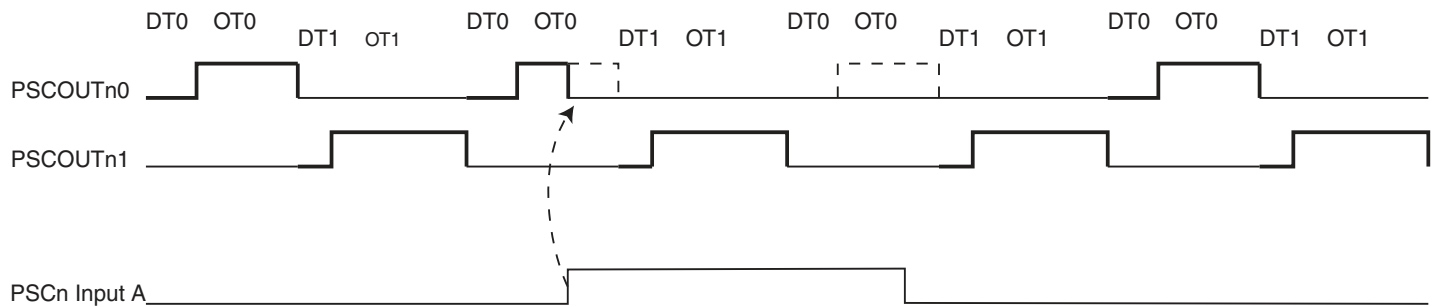 DT0 OT0 DT0 OT0 DT0 OT0 DT0 OT0
DT1 OT1 DT1 OT1 DT1 OT1 DT1 OT1
PSCOUTn0
PSCOUTn1
PSCn Input A